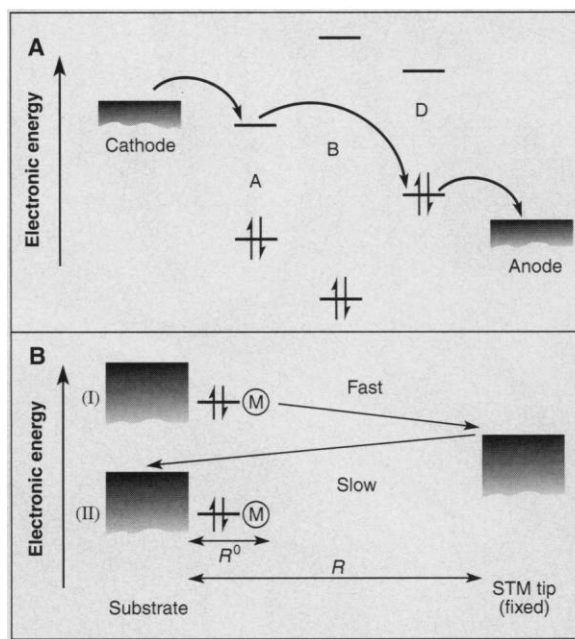 A
Electronic energy
Cathode
A
B
D
Anode
B
Electronic energy
(I)
M
Fast
Slow
(II)
M
R⁰
R
Substrate
STM tip
(fixed)